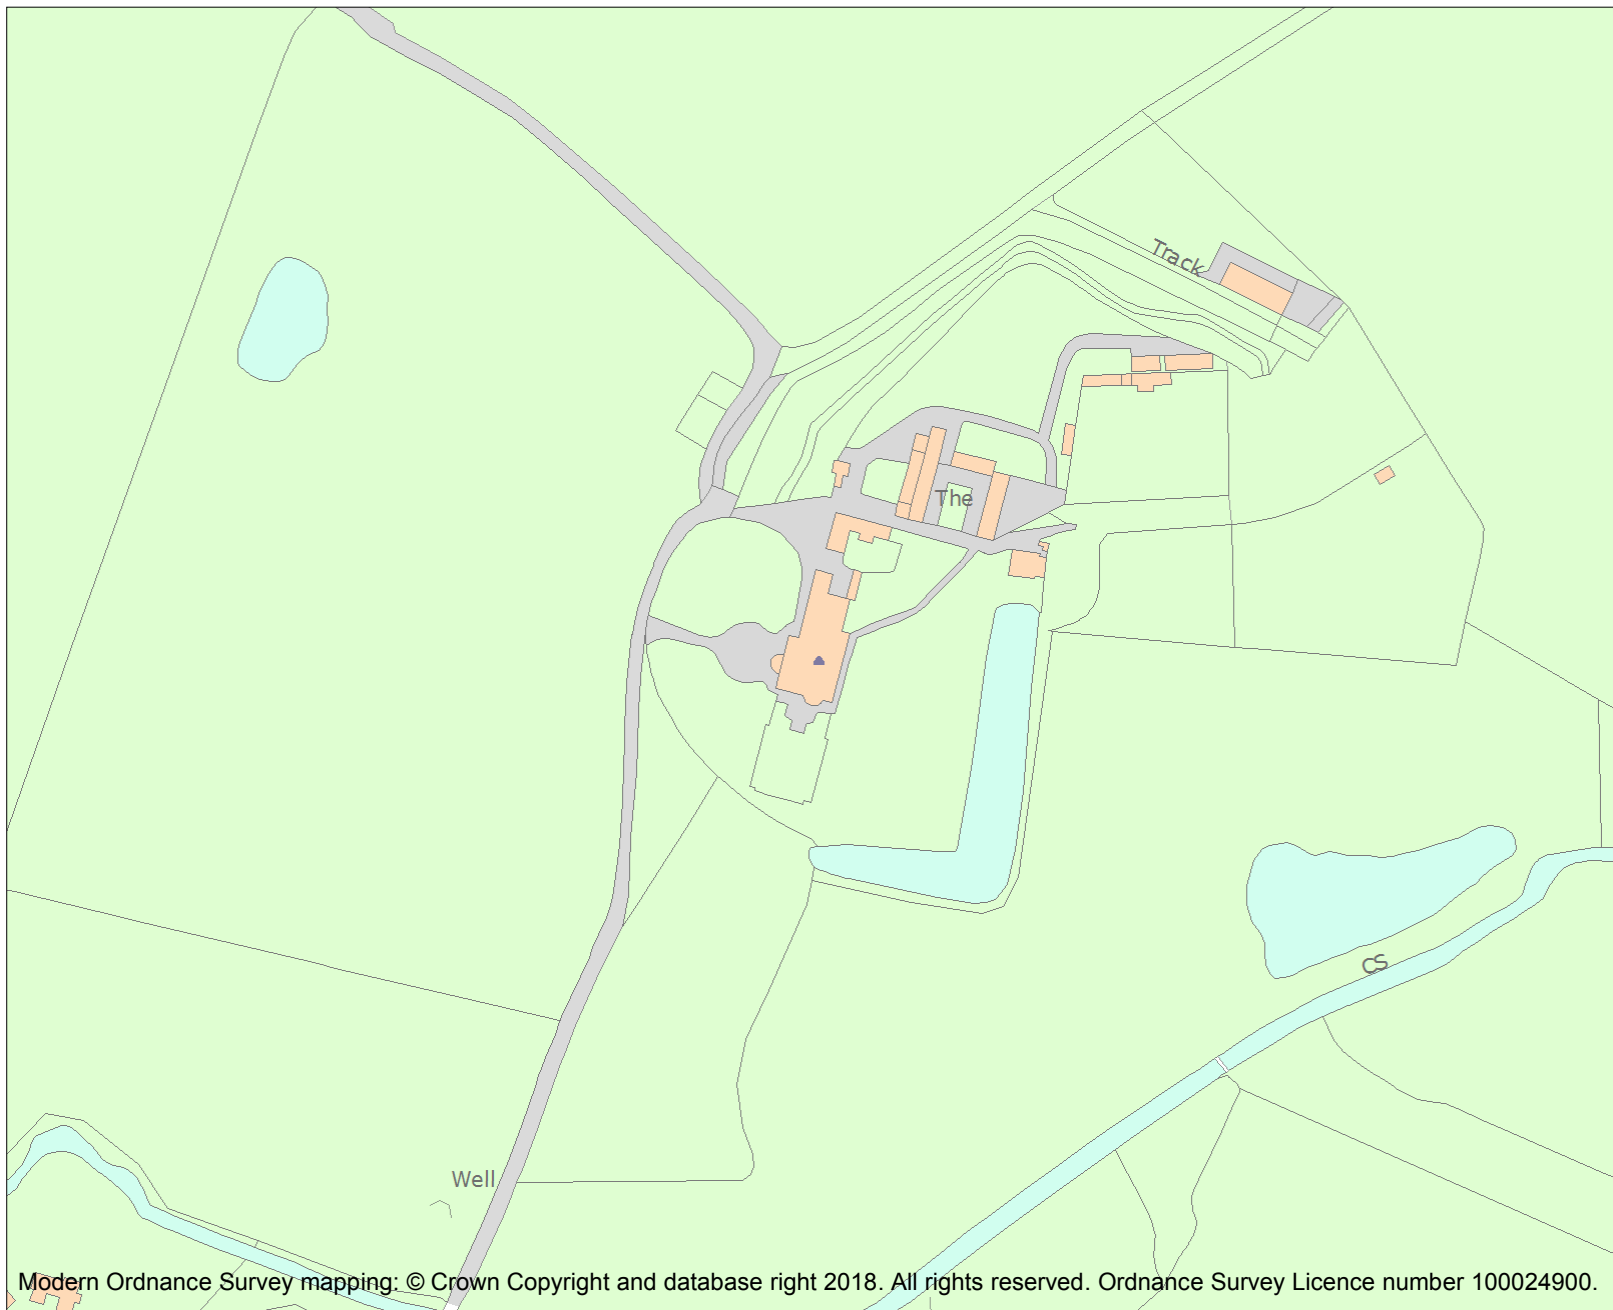 Track
The
CS
Well
Modern Ordnance Survey mapping: © Crown Copyright and database right 2018. All rights reserved. Ordnance Survey Licence number 100024900.